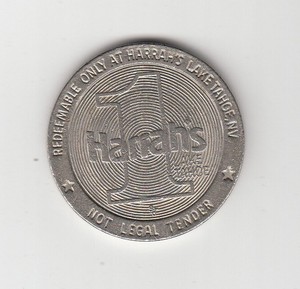 REDEEMABLE ONLY AT HARRAH'S LAKE TAHOE, NV
1
Harrah's
LAKE
TAHOE
NOT LEGAL TENDER